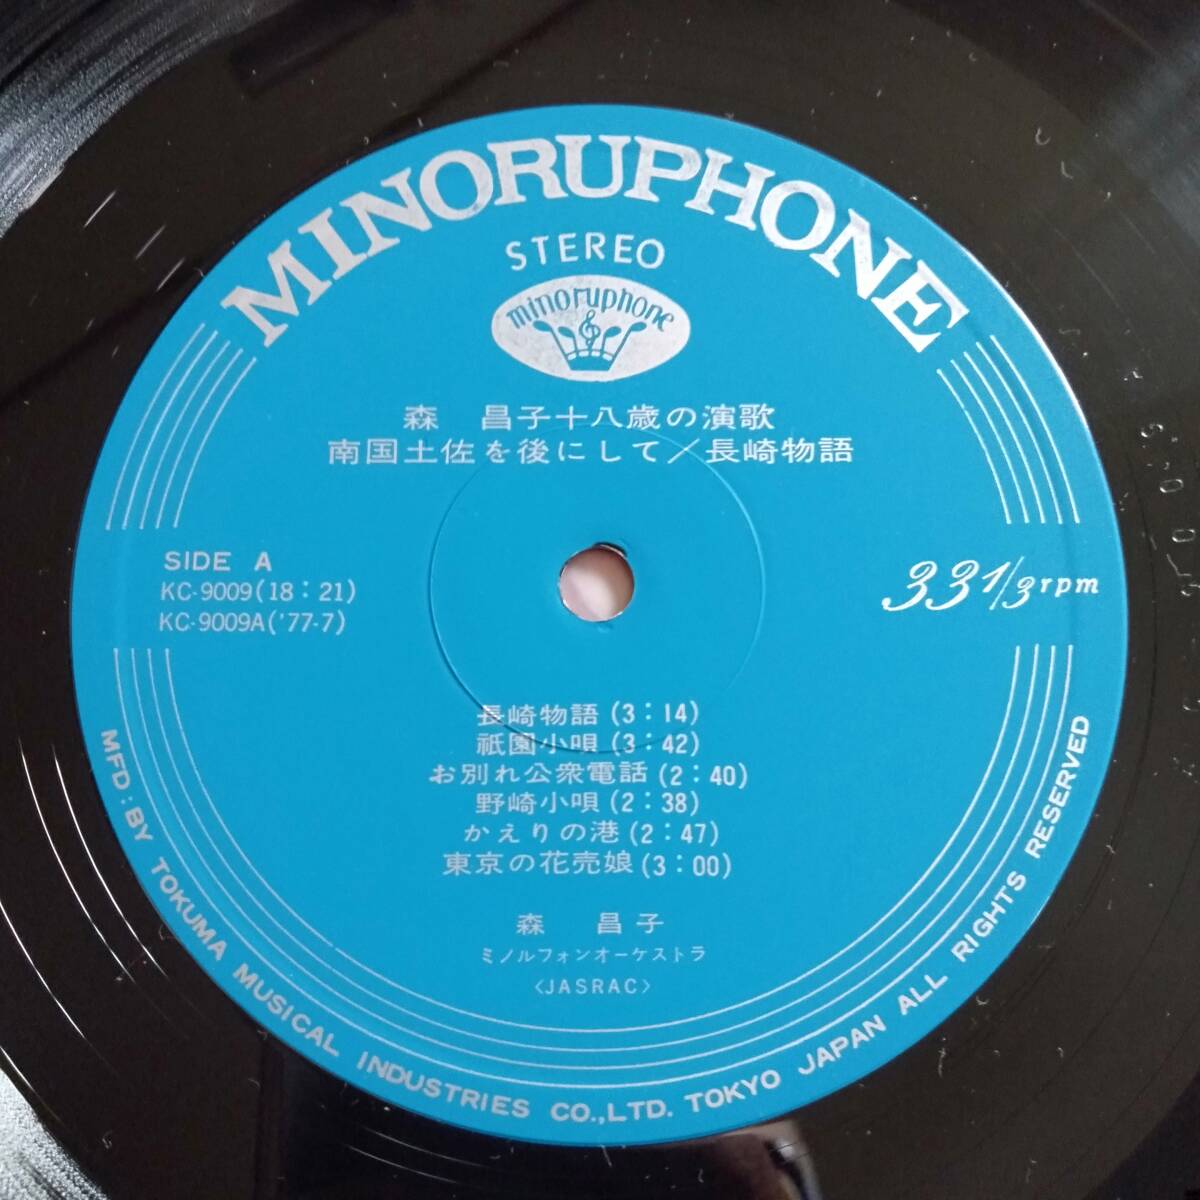 MINORUPHONE
STEREO
minoruphone
森　昌子十八歳の演歌
南国土佐を後にして／長崎物語
SIDE A
KC-9009(18：21)
KC-9009A('77-7)
33 1/3 rpm
長崎物語(3：14)
祇園小唄(3：42)
お別れ公衆電話(2：40)
野崎小唄(2：38)
かえりの港(2：47)
東京の花売娘(3：00)
森　昌子
ミノルフォンオーケストラ
〈JASRAC〉
MFD：BY TOKUMA MUSICAL INDUSTRIES CO.,LTD. TOKYO JAPAN ALL RIGHTS RESERVED